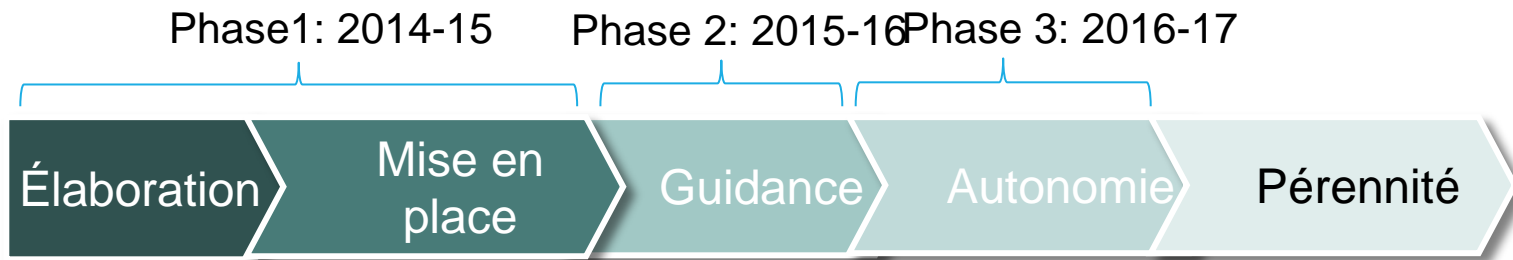 Phase1: 2014-15
Phase 2: 2015-16
Phase 3: 2016-17
Élaboration
Mise en
place
Guidance
Autonomie
Pérennité